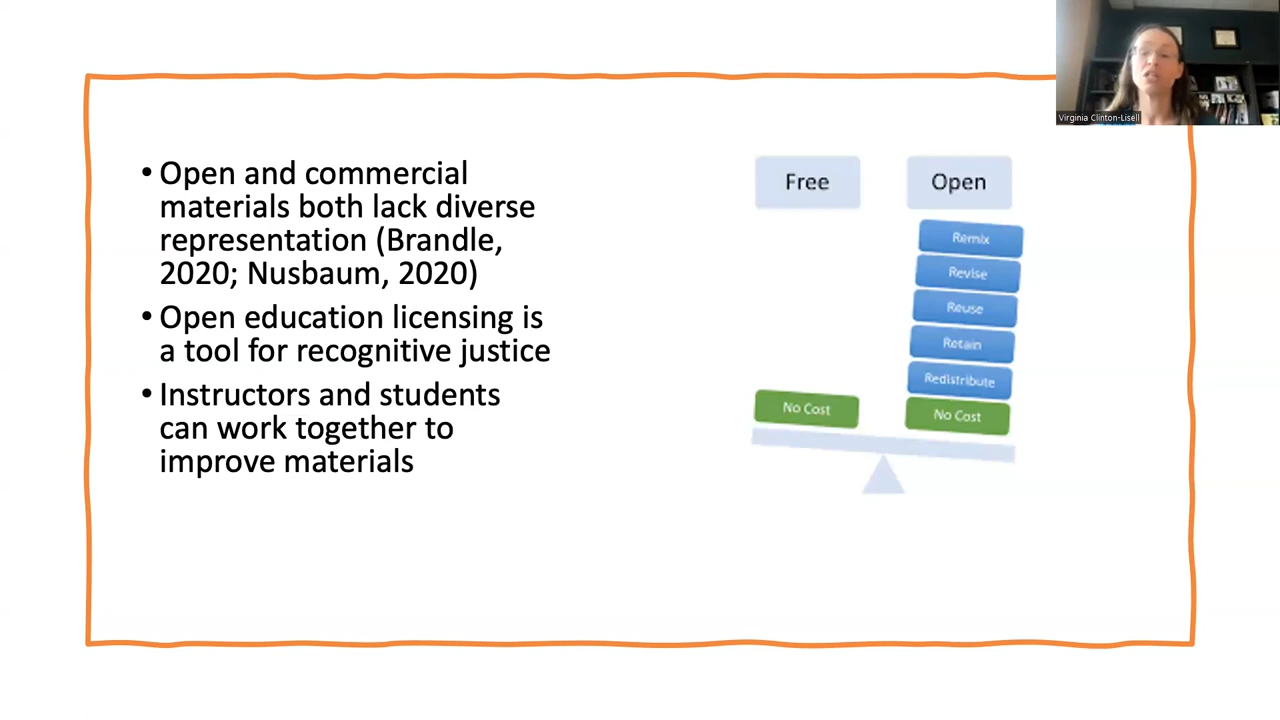 • Open and commercial
materials both lack diverse
representation (Brandle,
2020; Nusbaum, 2020)
• Open education licensing is
a tool for recognitive justice
• Instructors and students
can work together to
improve materials
Free
Open
Remix
Revise
Reuse
Retain
Redistribute
No Cost
No Cost
Virginia Clinton-Lisell